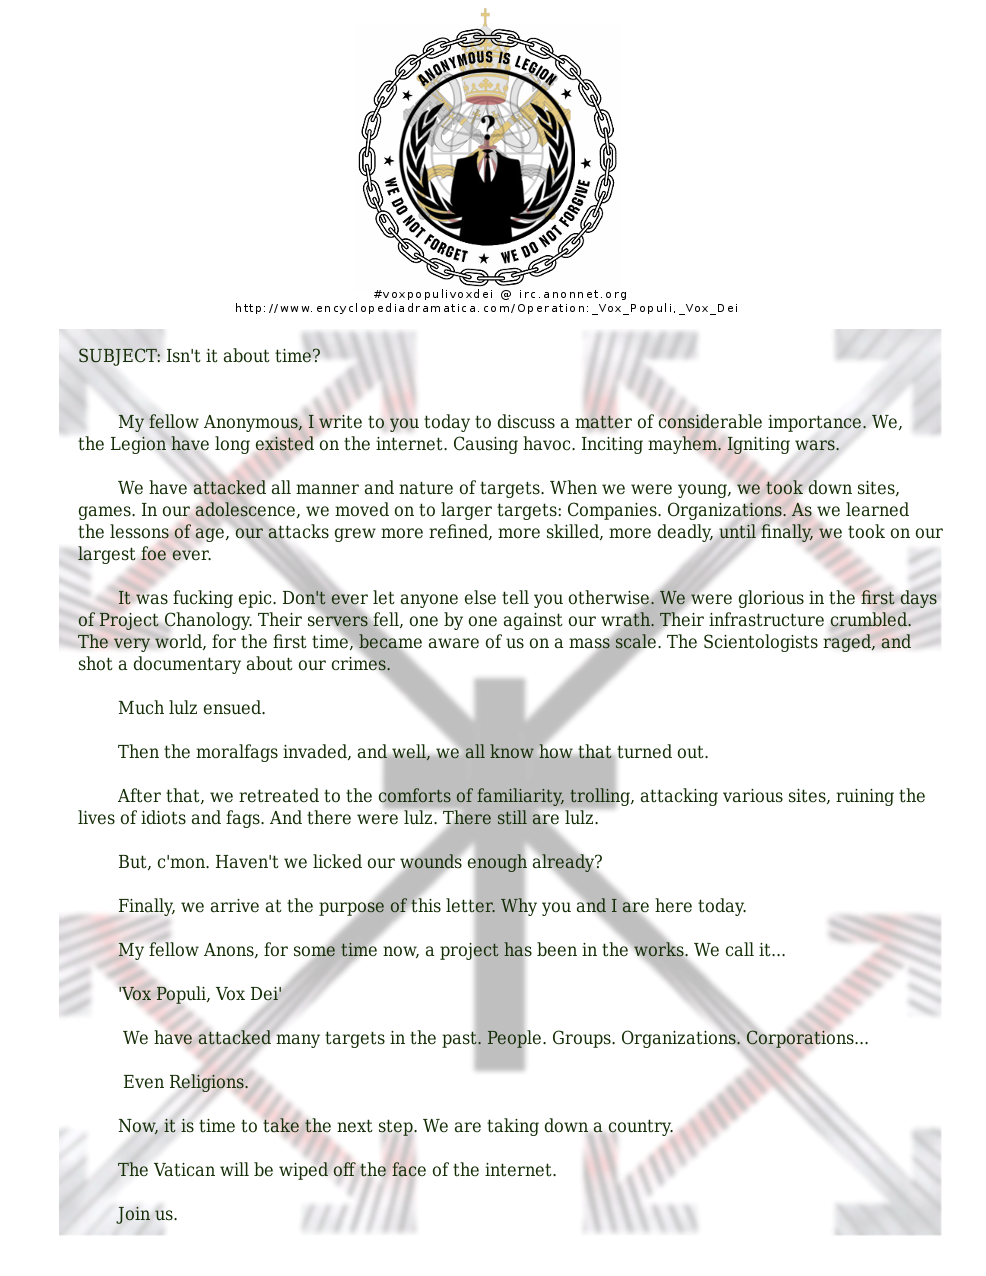 ANONYMOUS IS LEGION
WE DO NOT FORGET ★ WE DO NOT FORGIVE
?
#voxpopulivoxdei @ irc.anonnet.org
http://www.encyclopediadramatica.com/Operation:_Vox_Populi,_Vox_Dei
SUBJECT: Isn't it about time?
My fellow Anonymous, I write to you today to discuss a matter of considerable importance. We,
the Legion have long existed on the internet. Causing havoc. Inciting mayhem. Igniting wars.
We have attacked all manner and nature of targets. When we were young, we took down sites,
games. In our adolescence, we moved on to larger targets: Companies. Organizations. As we learned
the lessons of age, our attacks grew more refined, more skilled, more deadly, until finally, we took on our
largest foe ever.
It was fucking epic. Don't ever let anyone else tell you otherwise. We were glorious in the first days
of Project Chanology. Their servers fell, one by one against our wrath. Their infrastructure crumbled.
The very world, for the first time, became aware of us on a mass scale. The Scientologists raged, and
shot a documentary about our crimes.
Much lulz ensued.
Then the moralfags invaded, and well, we all know how that turned out.
After that, we retreated to the comforts of familiarity, trolling, attacking various sites, ruining the
lives of idiots and fags. And there were lulz. There still are lulz.
But, c'mon. Haven't we licked our wounds enough already?
Finally, we arrive at the purpose of this letter. Why you and I are here today.
My fellow Anons, for some time now, a project has been in the works. We call it...
'Vox Populi, Vox Dei'
We have attacked many targets in the past. People. Groups. Organizations. Corporations...
Even Religions.
Now, it is time to take the next step. We are taking down a country.
The Vatican will be wiped off the face of the internet.
Join us.